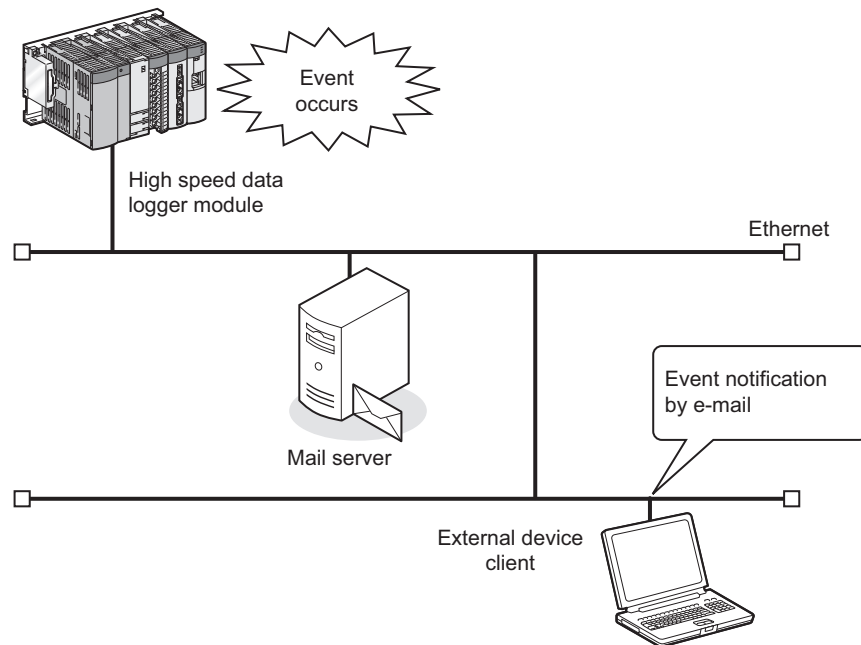 Event
occurs
High speed data
logger module
Ethernet
Event notification
by e-mail
Mail server
External device
client